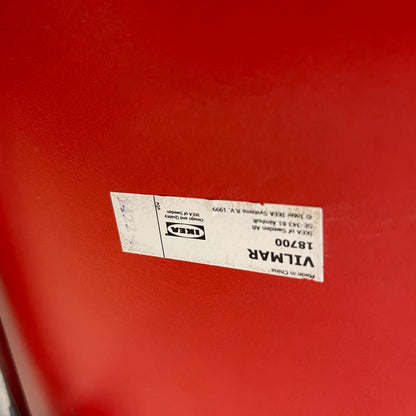 Made in China
VILMAR
18700
IKEA of Sweden AB
SE-343 81 Älmhult
© Inter IKEA Systems B.V. 1999
IKEA
Design and Quality
IKEA of Sweden